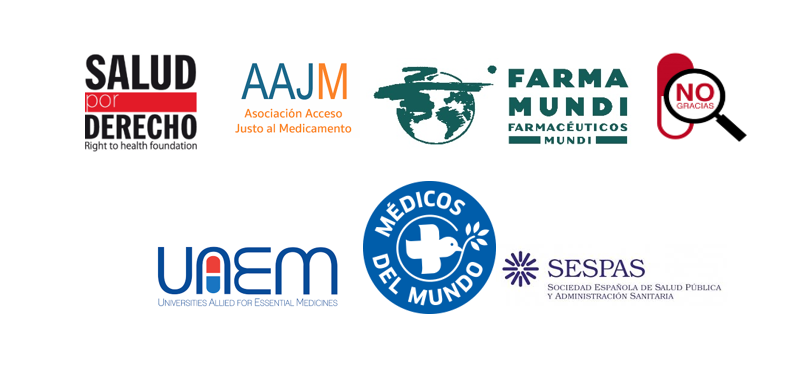 SALUD
por
DERECHO
Right to health foundation
AAJM
Asociación Acceso
Justo al Medicamento
FARMA
MUNDI
FARMACÉUTICOS
MUNDI
NO
GRACIAS
UAEM
UNIVERSITIES ALLIED FOR ESSENTIAL MEDICINES
MÉDICOS
DEL MUNDO
SESPAS
SOCIEDAD ESPAÑOLA DE SALUD PÚBLICA
Y ADMINISTRACIÓN SANITARIA